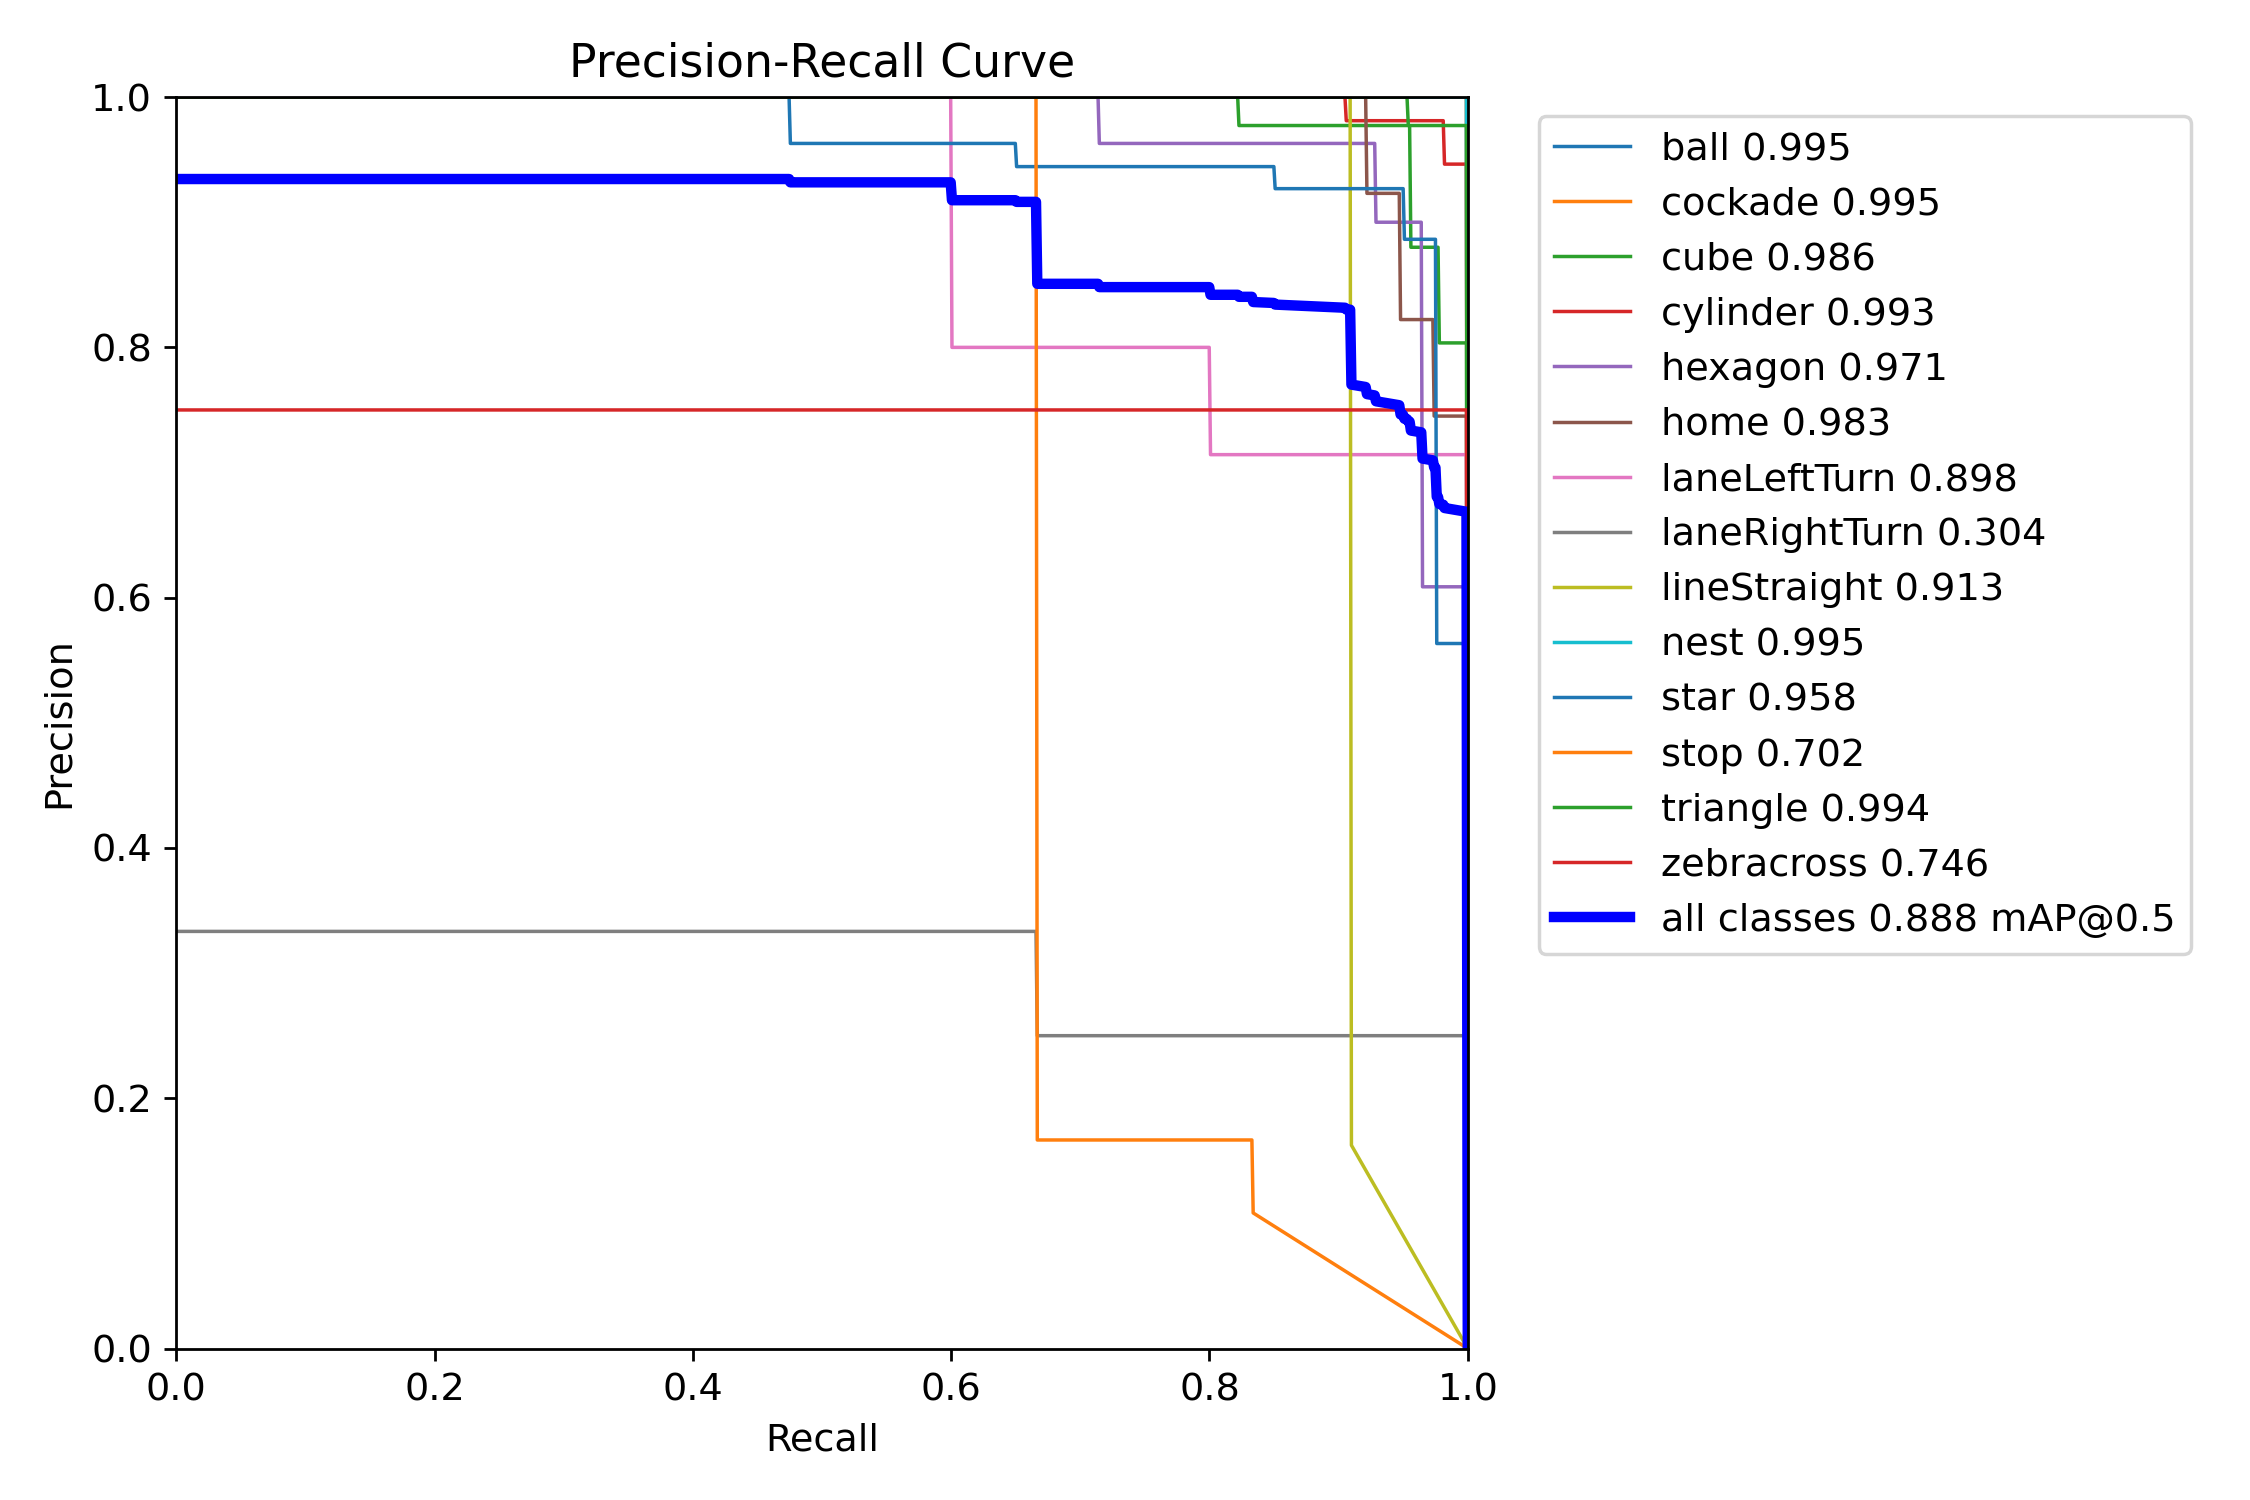 Precision-Recall Curve
1.0
0.8
0.6
0.4
0.2
0.0
Precision
0.0 0.2 0.4 0.6 0.8 1.0
Recall
ball 0.995
cockade 0.995
cube 0.986
cylinder 0.993
hexagon 0.971
home 0.983
laneLeftTurn 0.898
laneRightTurn 0.304
lineStraight 0.913
nest 0.995
star 0.958
stop 0.702
triangle 0.994
zebracross 0.746
all classes 0.888 mAP@0.5